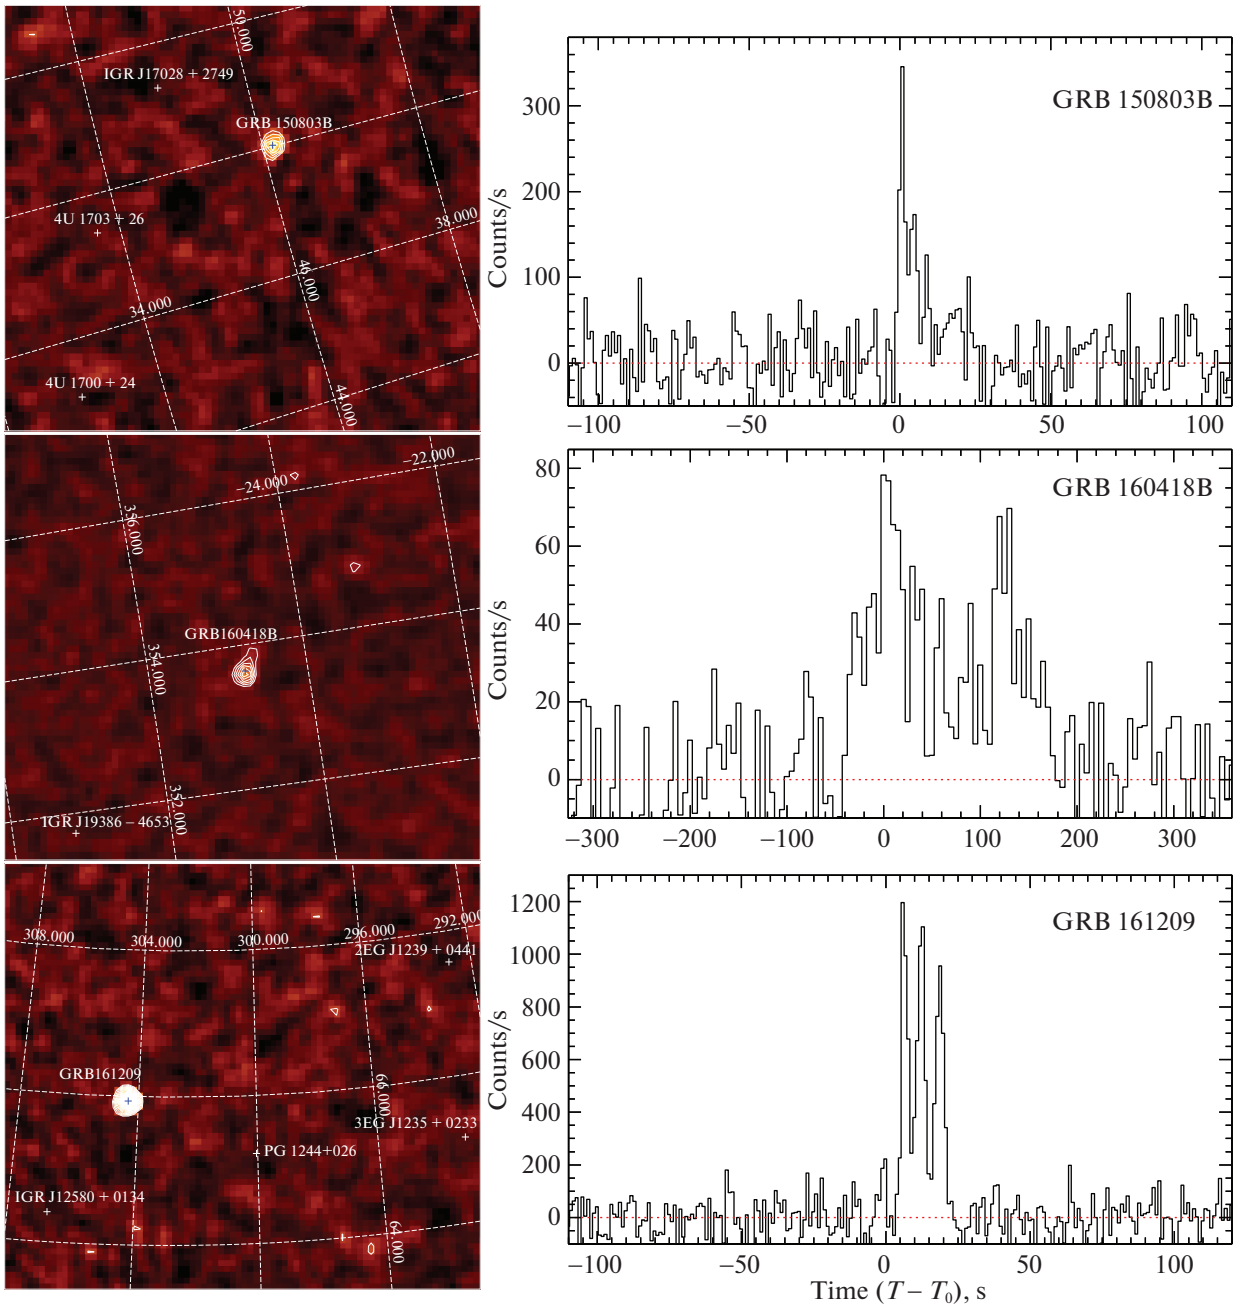 50.000
IGR J17028 + 2749
GRB 150803B
4U 1703 + 26
38.000
46.000
34.000
4U 1700 + 24
44.000
GRB 150803B
Counts/s
300
200
100
0
−100 −50 0 50 100
−22.000
−24.000
356.000
GRB160418B
354.000
352.000
IGR J19386 − 4653
GRB 160418B
Counts/s
80
60
40
20
0
−300 −200 −100 0 100 200 300
308.000 304.000 300.000 296.000 292.000
2EG J1239 + 0441
GRB161209
66.000
3EG J1235 + 0233
PG 1244+026
IGR J12580 + 0134
64.000
GRB 161209
Counts/s
1200
1000
800
600
400
200
0
−100 −50 0 50 100
Time (T − T0), s